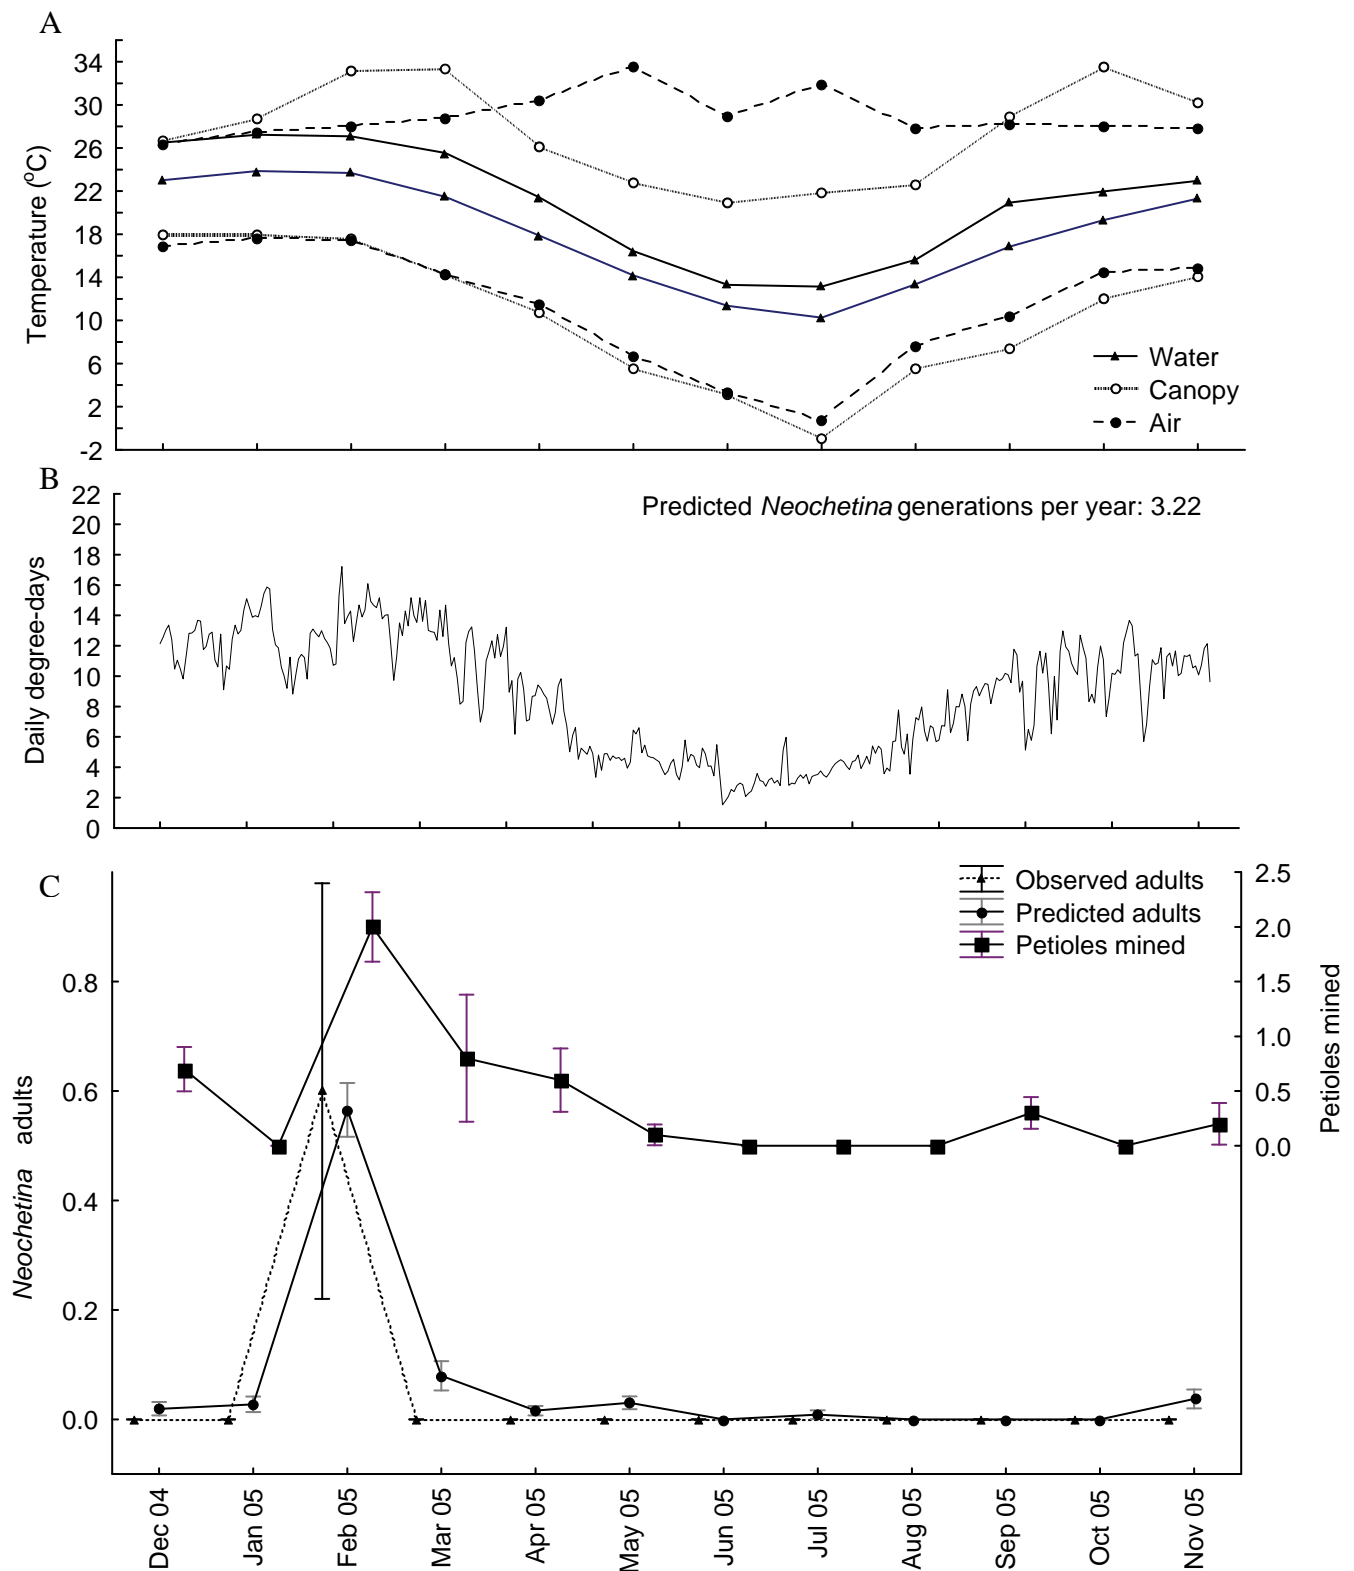 A
34
30
26
22
18
14
10
6
2
-2
Temperature (°C)
Water
Canopy
Air
B
22
20
18
16
14
12
10
8
6
4
2
0
Daily degree-days
Predicted Neochetina generations per year: 3.22
C
Observed adults
Predicted adults
Petioles mined
0.8
0.6
0.4
0.2
0.0
Neochetina adults
2.5
2.0
1.5
1.0
0.5
0.0
Petioles mined
Dec 04
Jan 05
Feb 05
Mar 05
Apr 05
May 05
Jun 05
Jul 05
Aug 05
Sep 05
Oct 05
Nov 05